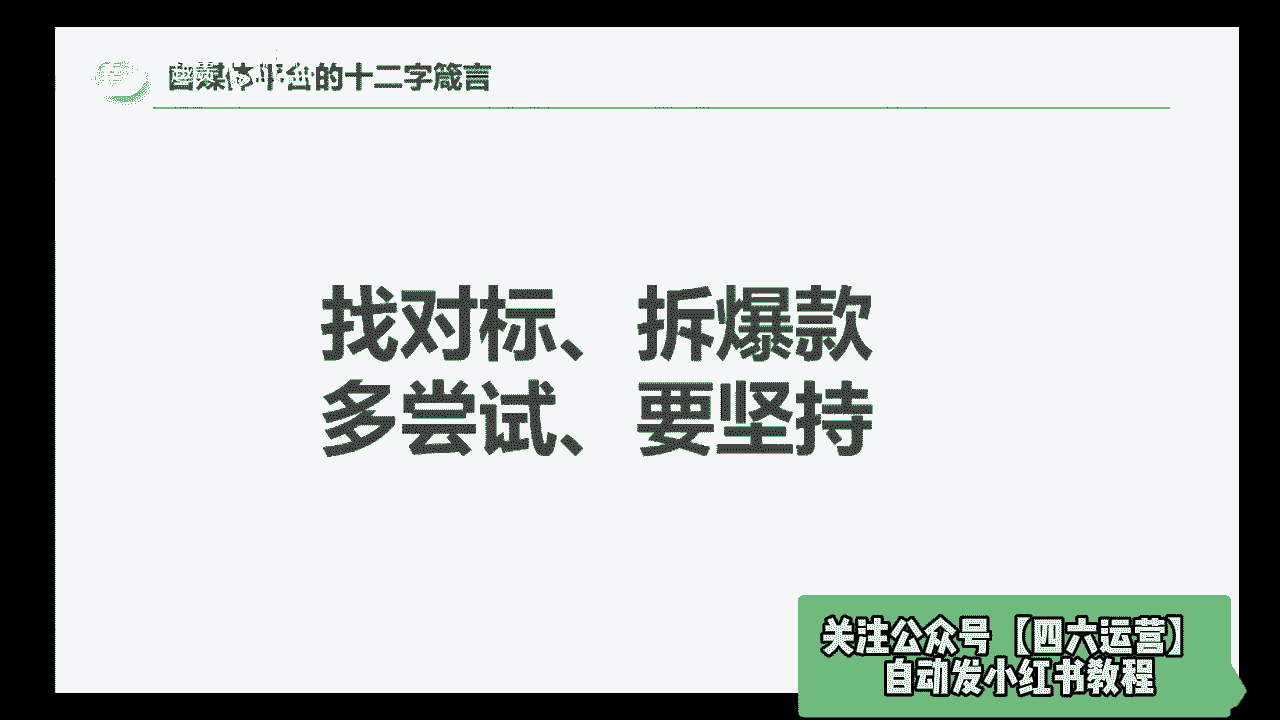 自媒体平台的十二字箴言
找对标、拆爆款
多尝试、要坚持
关注公众号【四六运营】
自动发小红书教程